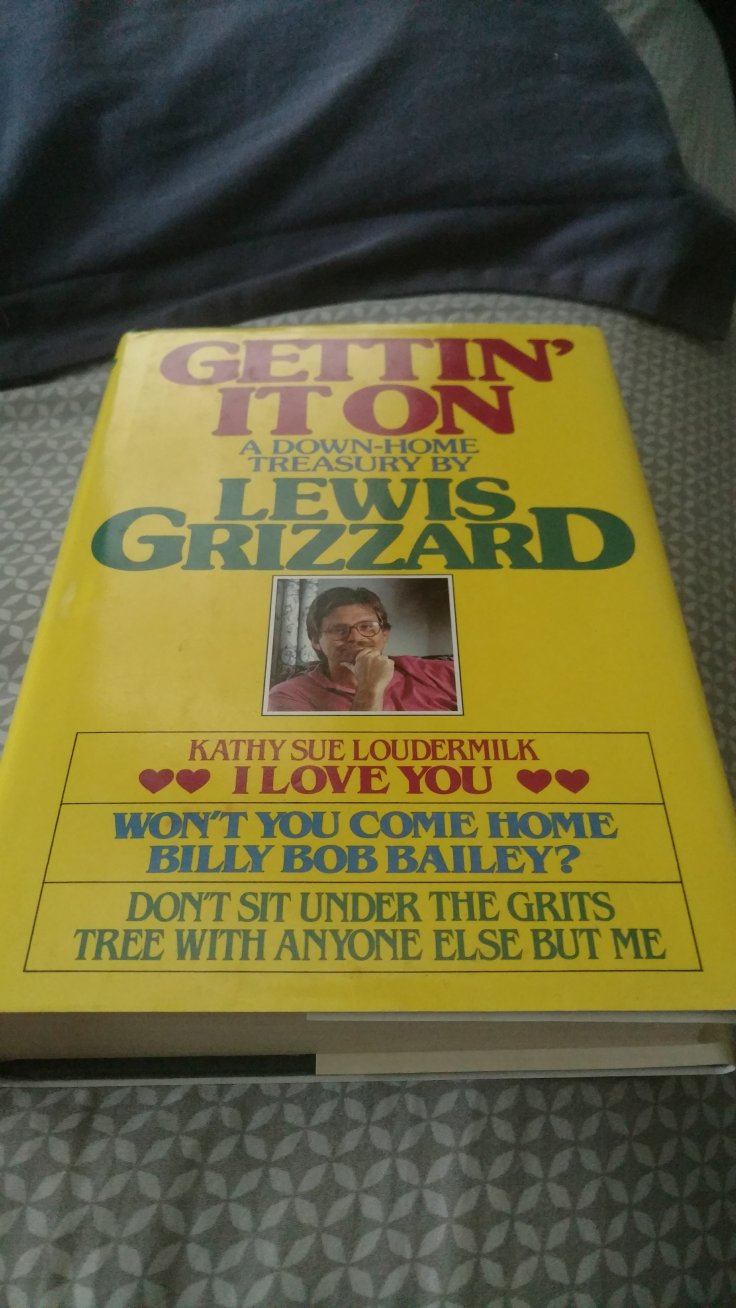 GETTIN'
IT ON
A DOWN-HOME
TREASURY BY
LEWIS
GRIZZARD
KATHY SUE LOUDERMILK
I LOVE YOU
WON'T YOU COME HOME
BILLY BOB BAILEY?
DON'T SIT UNDER THE GRITS
TREE WITH ANYONE ELSE BUT ME